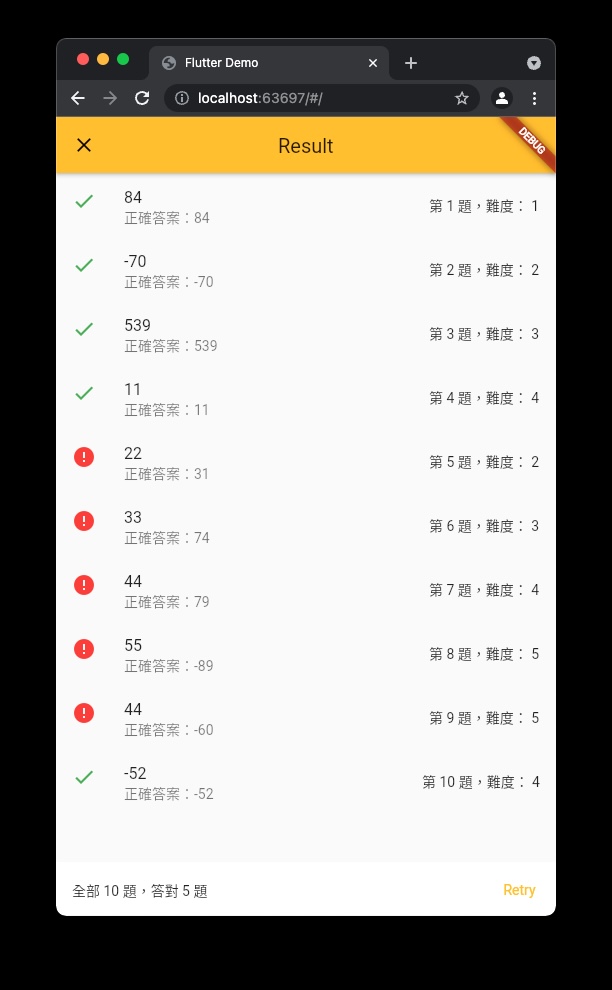 Flutter Demo
localhost:63697/#/
Result
DEBUG
84
正確答案：84
第 1 題，難度： 1
-70
正確答案：-70
第 2 題，難度： 2
539
正確答案：539
第 3 題，難度： 3
11
正確答案：11
第 4 題，難度： 4
22
正確答案：31
第 5 題，難度： 2
33
正確答案：74
第 6 題，難度： 3
44
正確答案：79
第 7 題，難度： 4
55
正確答案：-89
第 8 題，難度： 5
44
正確答案：-60
第 9 題，難度： 5
-52
正確答案：-52
第 10 題，難度： 4
全部 10 題，答對 5 題
Retry